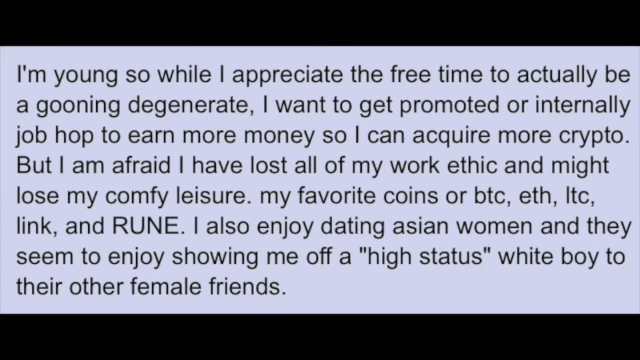 I'm young so while I appreciate the free time to actually be
a gooning degenerate, I want to get promoted or internally
job hop to earn more money so I can acquire more crypto.
But I am afraid I have lost all of my work ethic and might
lose my comfy leisure. my favorite coins or btc, eth, ltc,
link, and RUNE. I also enjoy dating asian women and they
seem to enjoy showing me off a "high status" white boy to
their other female friends.